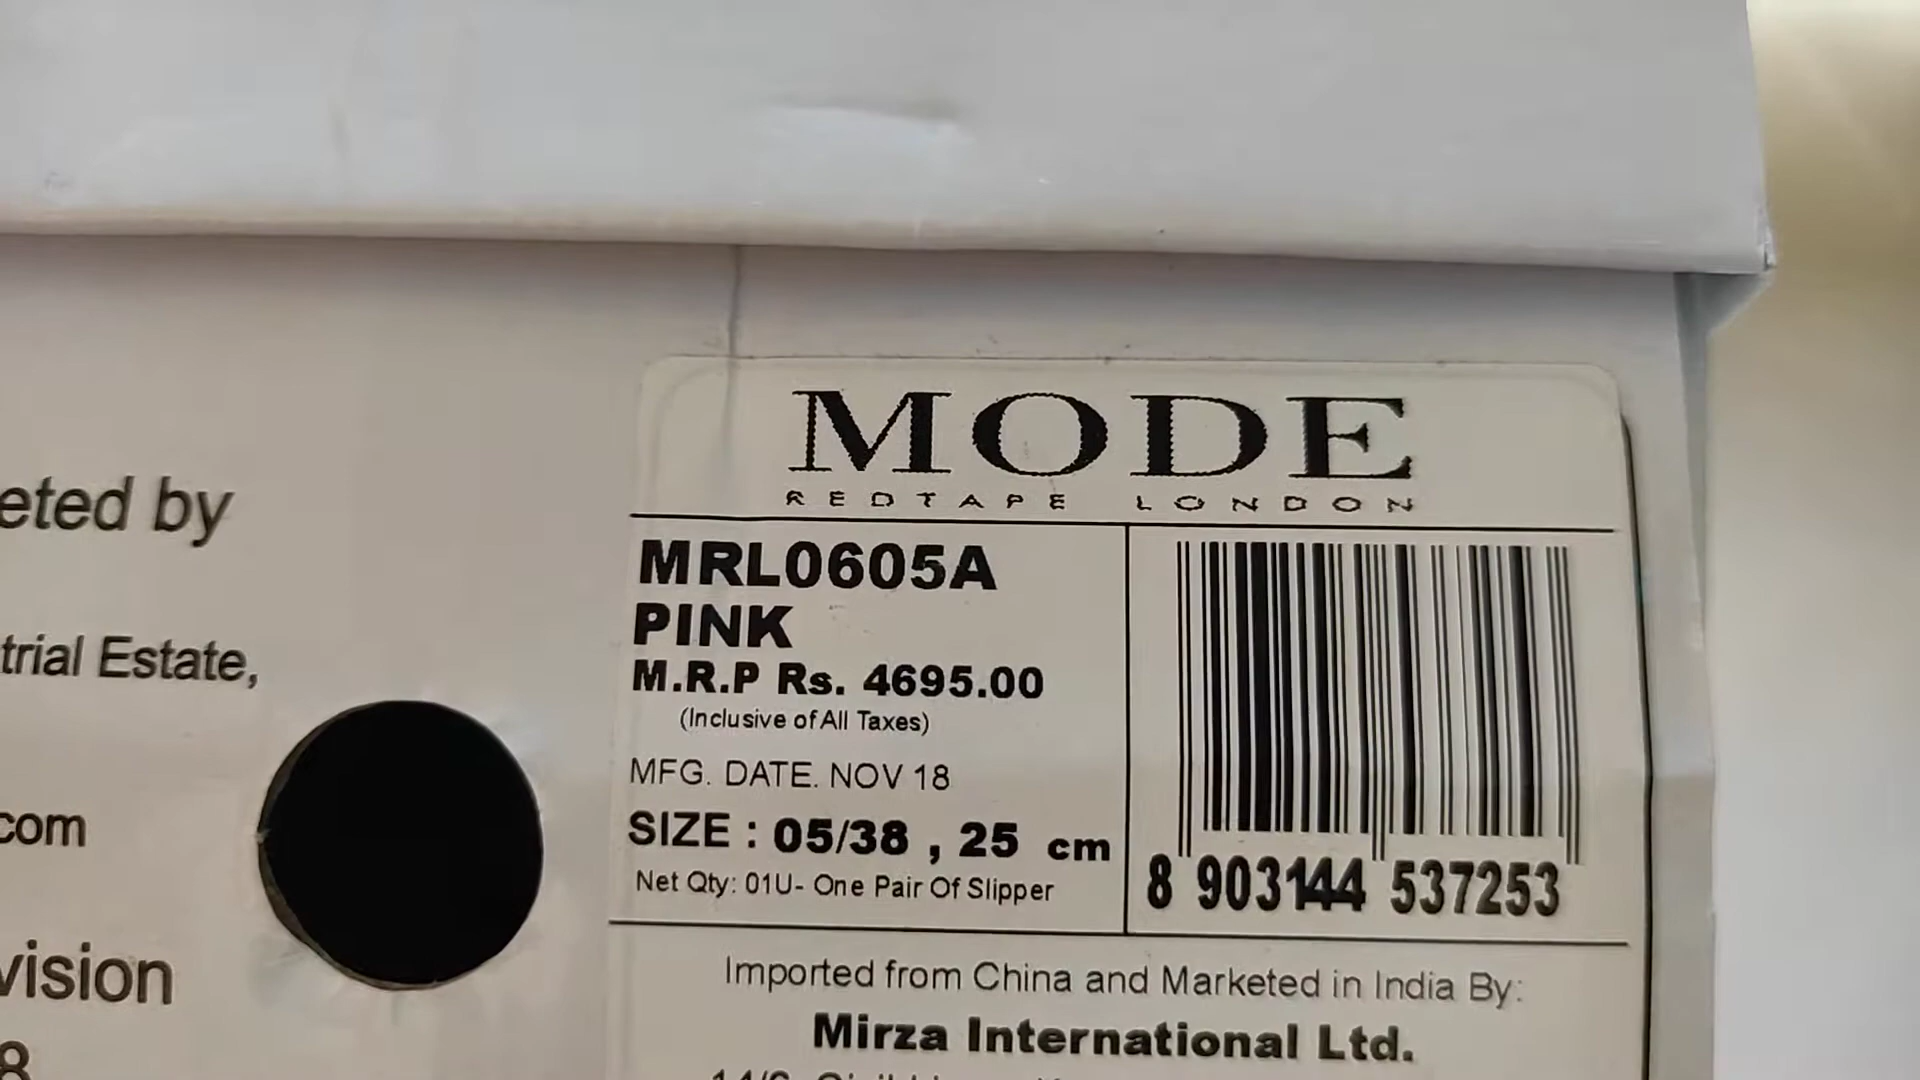 MODE
REDTAPE LONDON
MRL0605A
PINK
M.R.P Rs. 4695.00
(Inclusive of All Taxes)
MFG. DATE. NOV 18
SIZE : 05/38 , 25 cm
Net Qty: 01U- One Pair Of Slipper
8 903144 537253
Imported from China and Marketed in India By:
Mirza International Ltd.
eted by
trial Estate,
com
vision
8